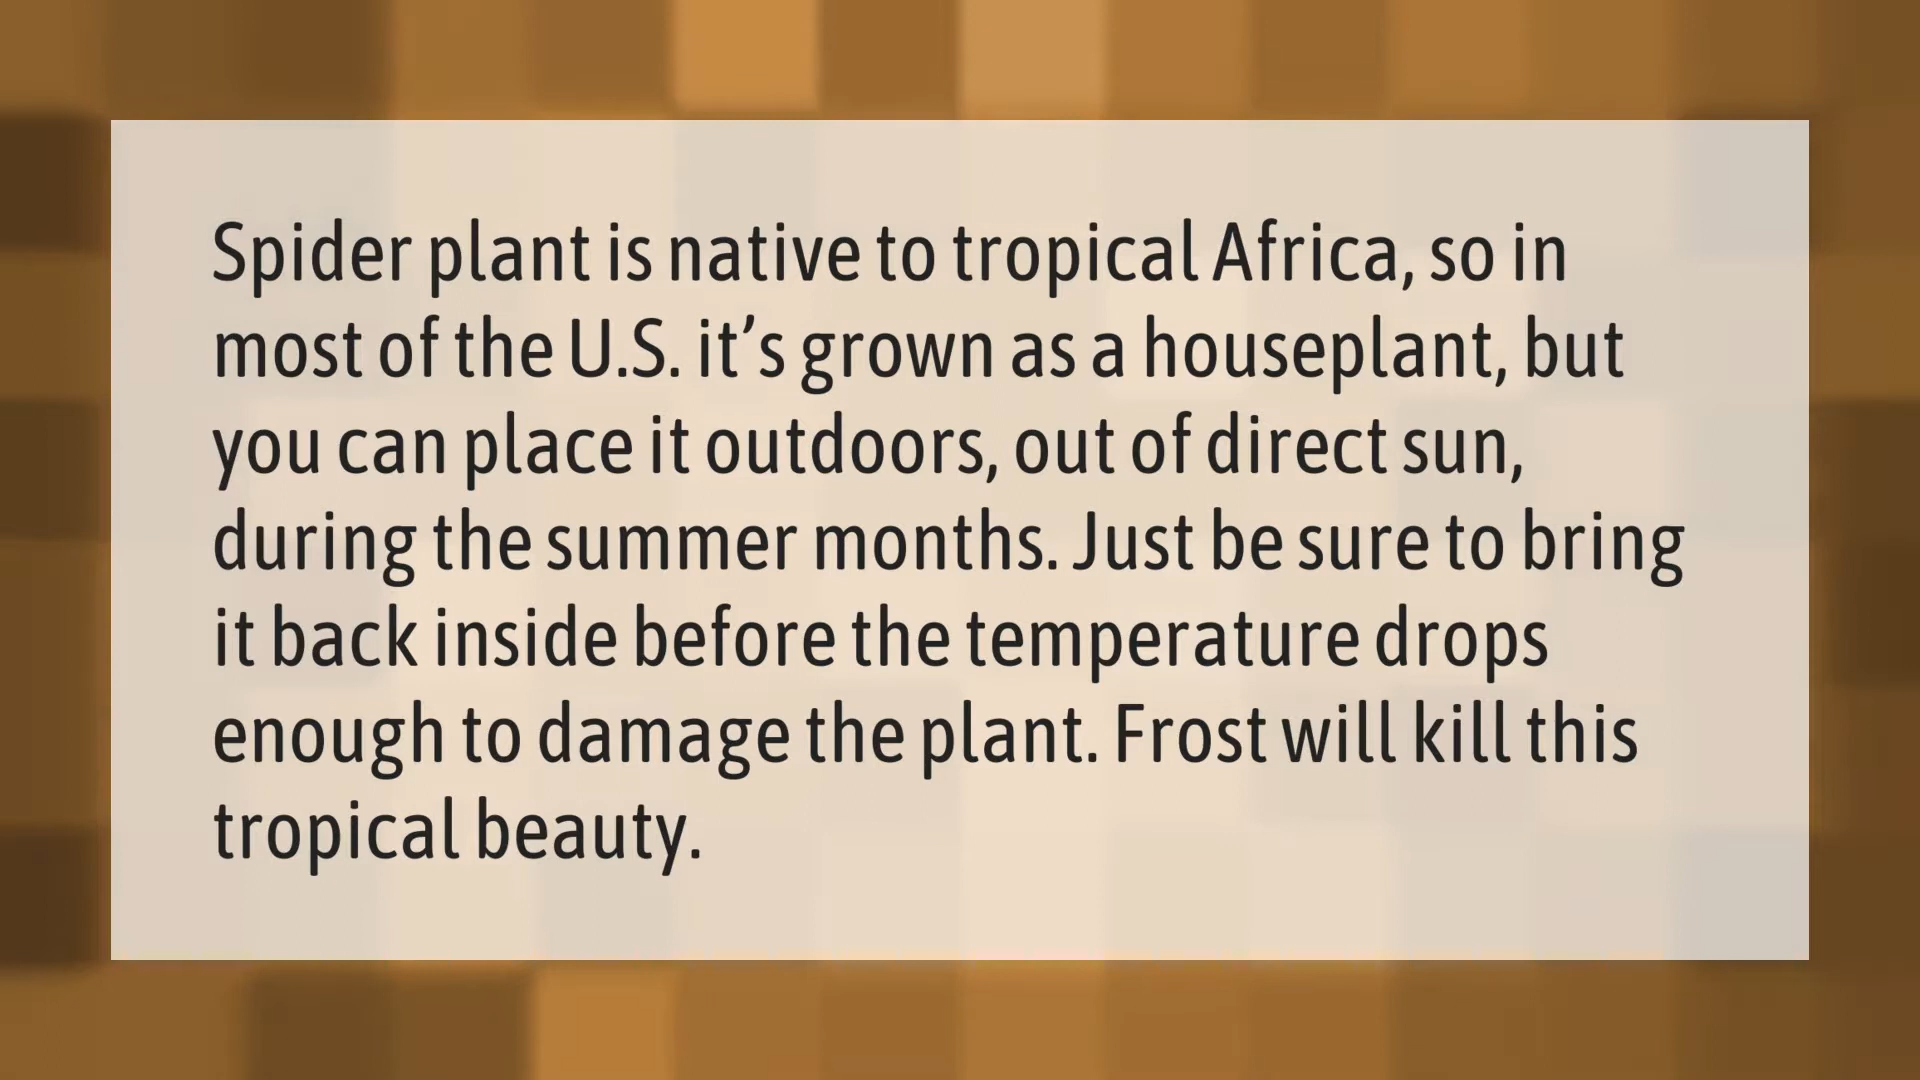 Spider plant is native to tropical Africa, so in
most of the U.S. it’s grown as a houseplant, but
you can place it outdoors, out of direct sun,
during the summer months. Just be sure to bring
it back inside before the temperature drops
enough to damage the plant. Frost will kill this
tropical beauty.